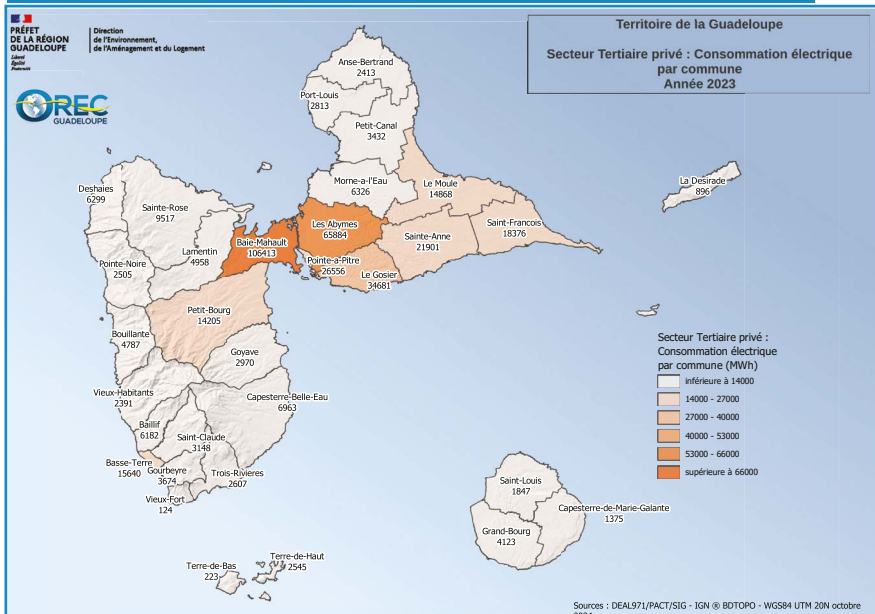 PRÉFET
DE LA RÉGION
GUADELOUPE
Liberté
Égalité
Fraternité
Direction
de l'Environnement,
de l'Aménagement et du Logement
OREC
GUADELOUPE
Territoire de la Guadeloupe
Secteur Tertiaire privé : Consommation électrique
par commune
Année 2023
Anse-Bertrand
2413
Port-Louis
2813
Petit-Canal
3432
Morne-a-l'Eau
6326
Le Moule
14868
La Desirade
896
Deshaies
6299
Sainte-Rose
9517
Lamentin
4958
Baie-Mahault
106413
Les Abymes
65884
Sainte-Anne
21901
Saint-Francois
18376
Pointe-a-Pitre
26556
Le Gosier
34681
Pointe-Noire
2505
Petit-Bourg
14205
Bouillante
4787
Goyave
2970
Vieux-Habitants
2391
Capesterre-Belle-Eau
6963
Baillif
6182
Saint-Claude
3148
Basse-Terre
15640
Gourbeyre
3674
Trois-Rivieres
2607
Vieux-Fort
124
Terre-de-Bas
223
Terre-de-Haut
2545
Saint-Louis
1847
Capesterre-de-Marie-Galante
1375
Grand-Bourg
4123
Secteur Tertiaire privé :
Consommation électrique
par commune (MWh)
inférieure à 14000
14000 - 27000
27000 - 40000
40000 - 53000
53000 - 66000
supérieure à 66000
Sources : DEAL971/PACT/SIG - IGN ® BDTOPO - WGS84 UTM 20N octobre